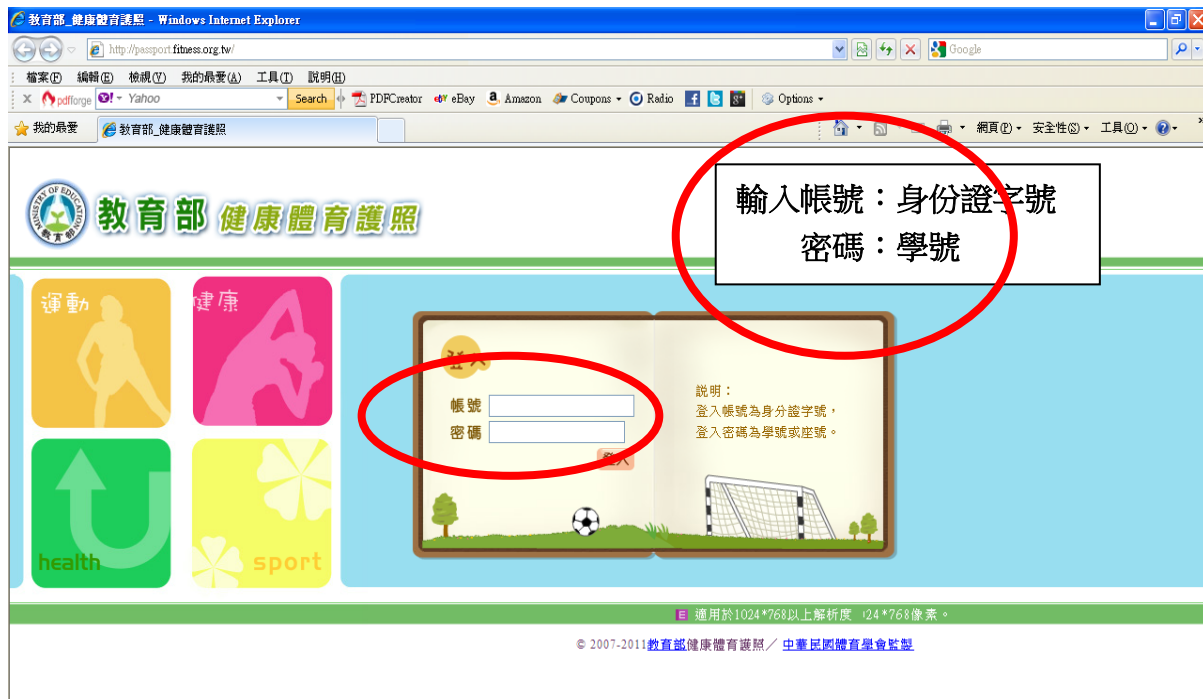 教育部_健康體育護照 - Windows Internet Explorer
http://passport.fitness.org.tw/
Google
檔案(F) 編輯(E) 檢視(V) 我的最愛(A) 工具(T) 說明(H)
X pdfforge Yahoo Search PDFCreator eBay Amazon Coupons Radio Options
我的最愛 教育部_健康體育護照 網頁(P) 安全性(S) 工具(O)
輸入帳號：身份證字號
密碼：學號
MINISTRY OF EDUCATION
教育部
教育部 健康體育護照
運動 健康
登入
帳號
密碼
登入
說明：
登入帳號為身分證字號，
登入密碼為學號或座號。
health sport
E 適用於1024*768以上解析度 024*768像素。
© 2007-2011教育部健康體育護照／ 中華民國體育學會監製